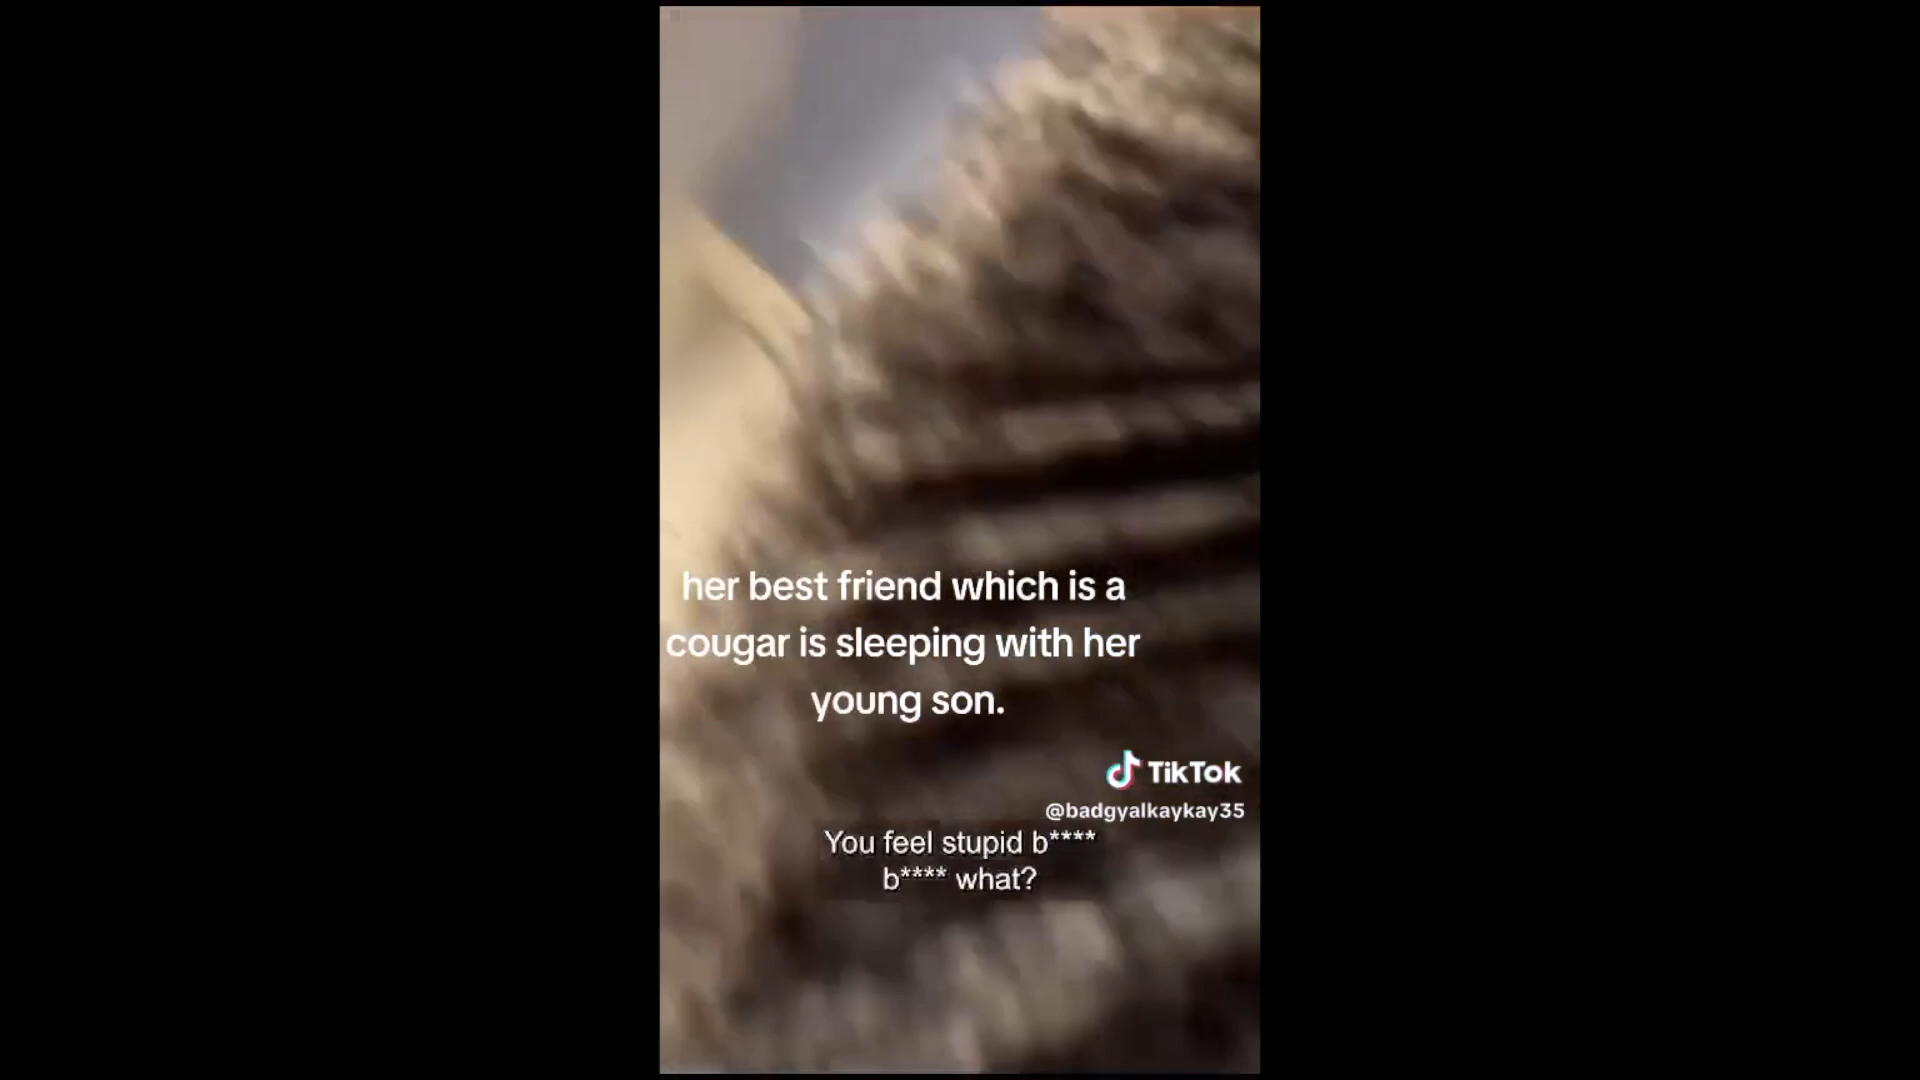 her best friend which is a
cougar is sleeping with her
young son.
TikTok
@badgyalkaykay35
You feel stupid b****
b**** what?